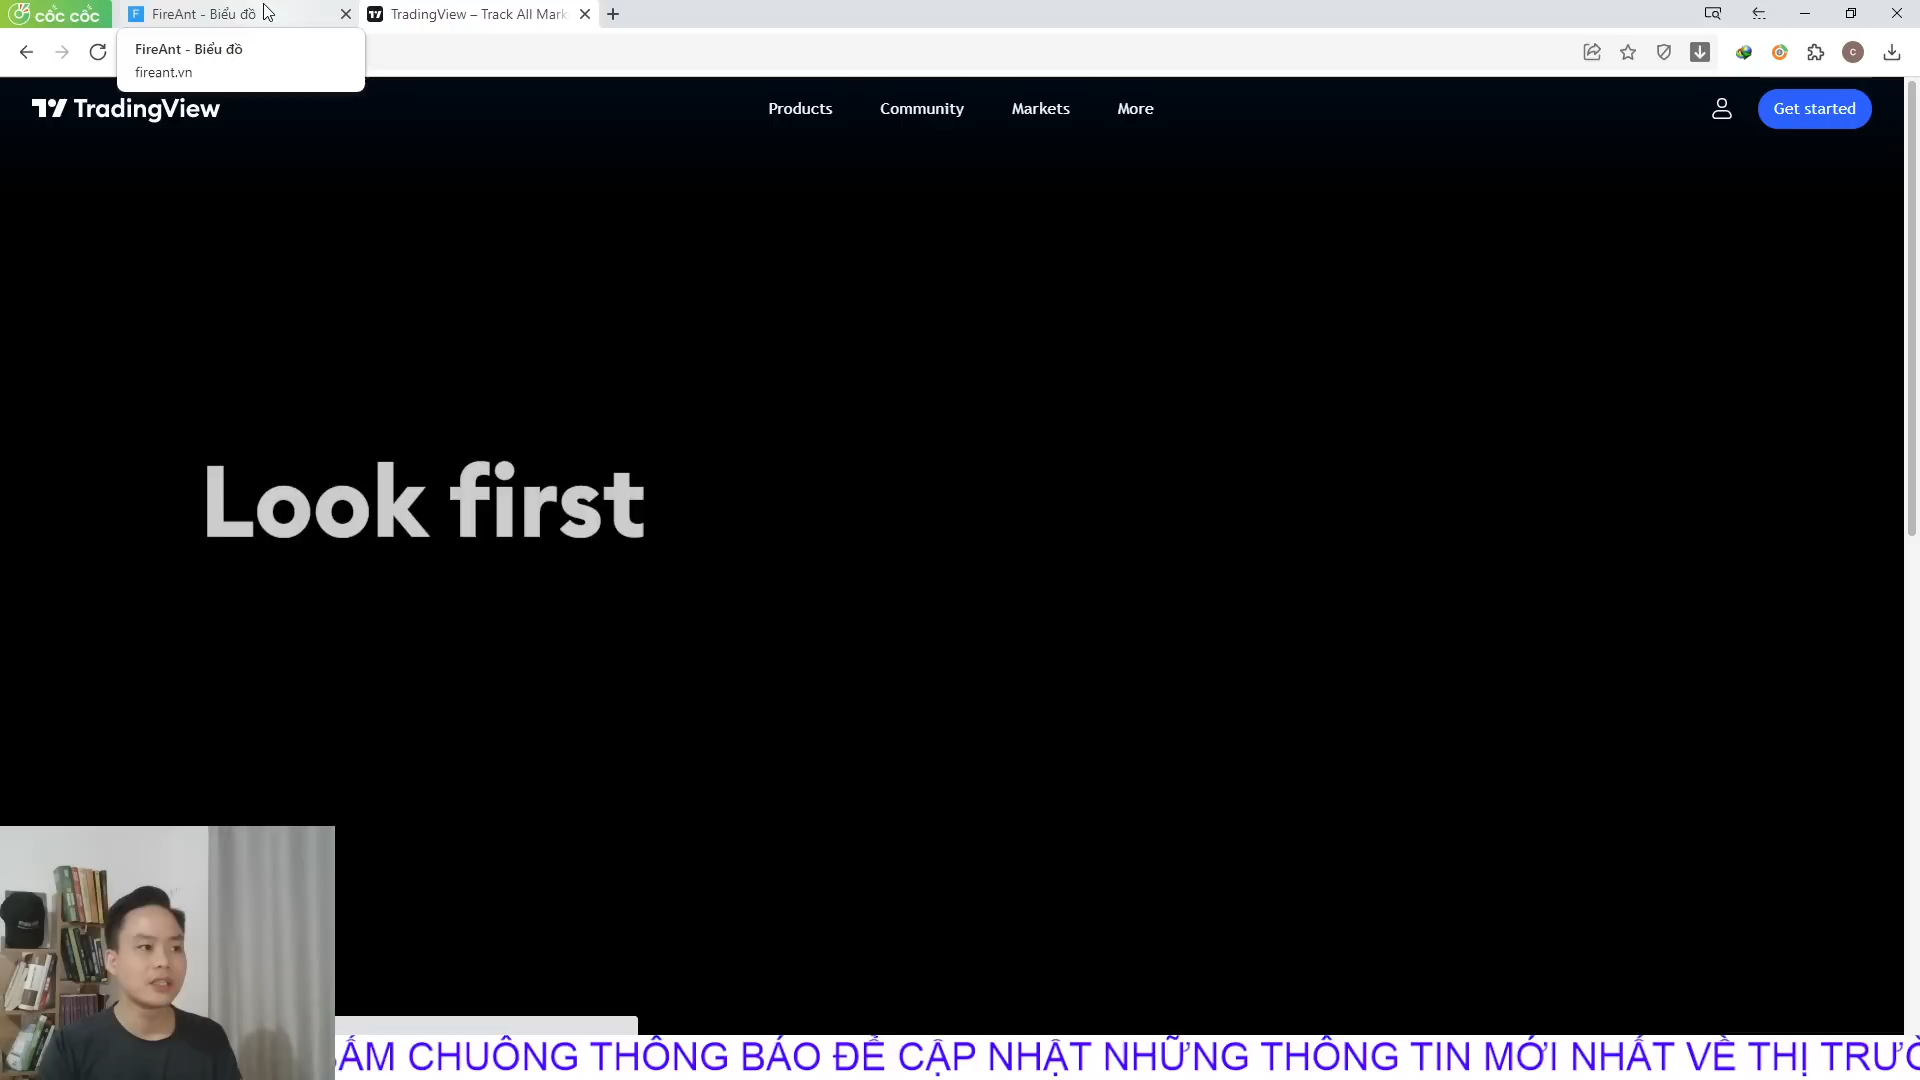 cốc cốc
FireAnt - Biểu đồ
TradingView – Track All Mark
FireAnt - Biểu đồ
fireant.vn
C
TradingView
Products
Community
Markets
More
Get started
Look first
BẤM CHUÔNG THÔNG BÁO ĐỂ CẬP NHẬT NHỮNG THÔNG TIN MỚI NHẤT VỀ THỊ TRƯỜ